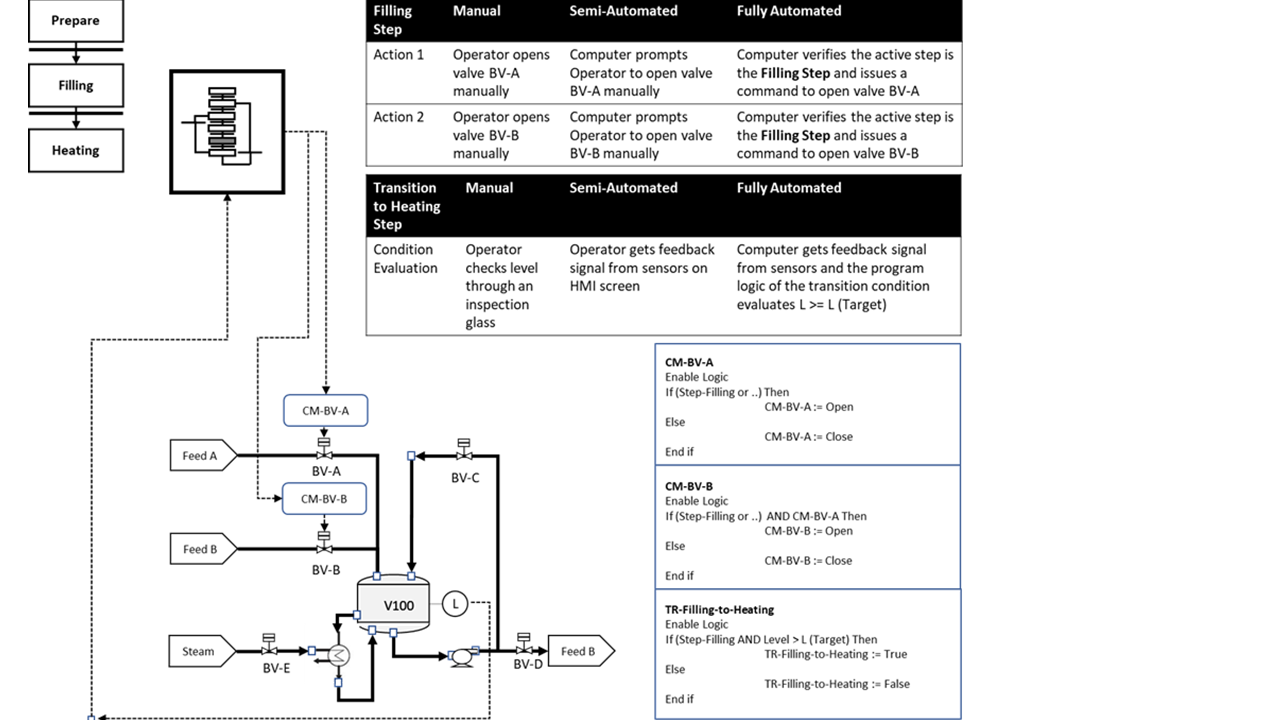 Prepare
Filling
Heating
Filling Step Manual Semi-Automated Fully Automated
Action 1
Operator opens
valve BV-A
manually
Computer prompts
Operator to open valve
BV-A manually
Computer verifies the active step is
the Filling Step and issues a
command to open valve BV-A
Action 2
Operator opens
valve BV-B
manually
Computer prompts
Operator to open valve
BV-B manually
Computer verifies the active step is
the Filling Step and issues a
command to open valve BV-B
Transition
to Heating
Step
Manual
Semi-Automated
Fully Automated
Condition
Evaluation
Operator
checks level
through an
inspection
glass
Operator gets feedback
signal from sensors on
HMI screen
Computer gets feedback signal
from sensors and the program
logic of the transition condition
evaluates L >= L (Target)
CM-BV-A
Feed A
BV-A
CM-BV-B
Feed B
BV-B
BV-C
V100
L
Steam
BV-E
BV-D
Feed B
CM-BV-A
Enable Logic
If (Step-Filling or ..) Then
CM-BV-A := Open
Else
CM-BV-A := Close
End if
CM-BV-B
Enable Logic
If (Step-Filling or ..) AND CM-BV-A Then
CM-BV-B := Open
Else
CM-BV-B := Close
End if
TR-Filling-to-Heating
Enable Logic
If (Step-Filling AND Level > L (Target) Then
TR-Filling-to-Heating := True
Else
TR-Filling-to-Heating := False
End if